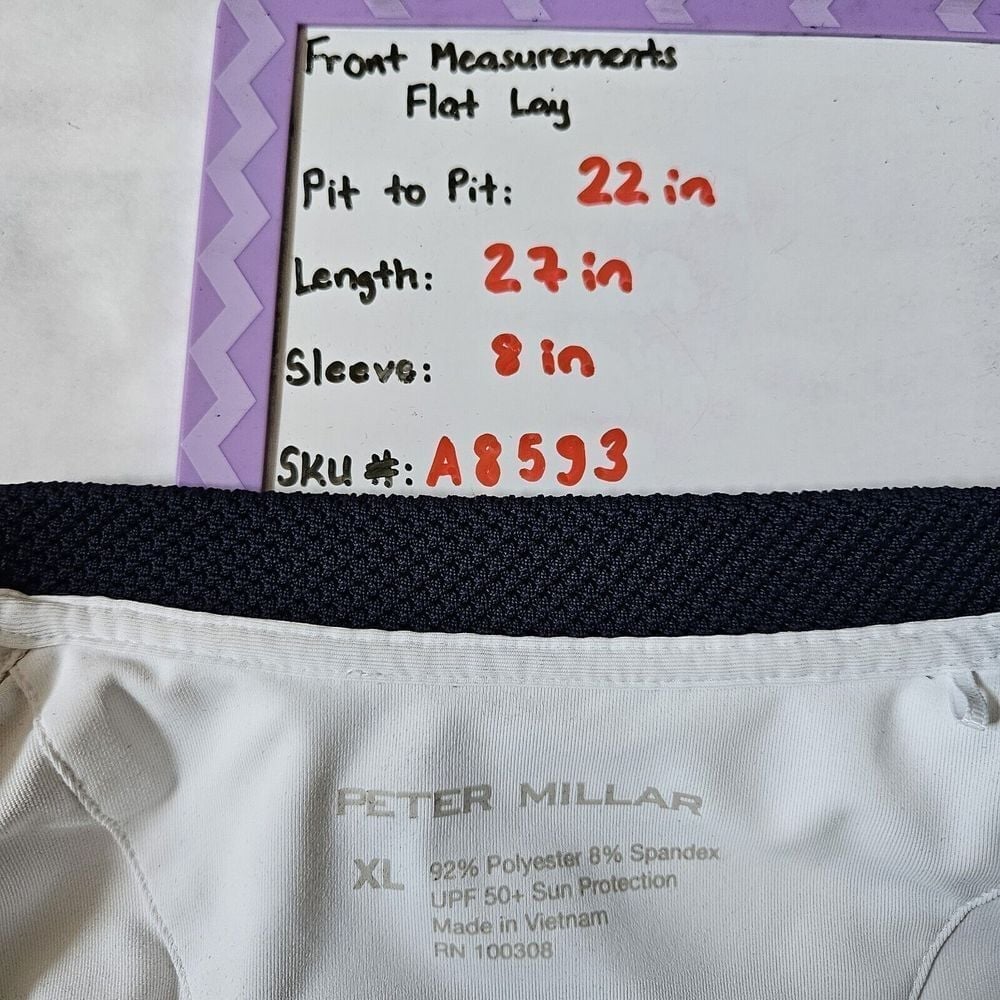 Front Measurements
Flat Lay
Pit to Pit: 22 in
Length: 27 in
Sleeve: 8 in
SKU #: A8593
PETER MILLAR
XL 92% Polyester 8% Spandex
UPF 50+ Sun Protection
Made in Vietnam
RN 100308